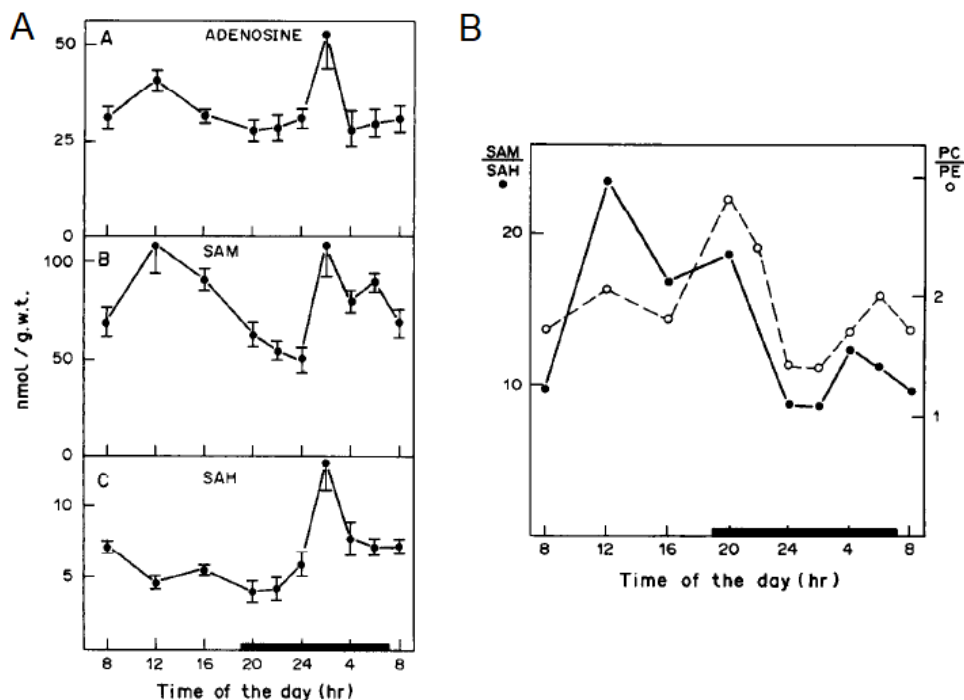 A
A
ADENOSINE
50
25
0
B
SAM
100
50
0
C
SAH
10
5
nmol / g.w.t.
8 12 16 20 24 4 8
Time of the day (hr)
B
SAM
SAH
PC
PE
20
10
2
1
8 12 16 20 24 4 8
Time of the day (hr)